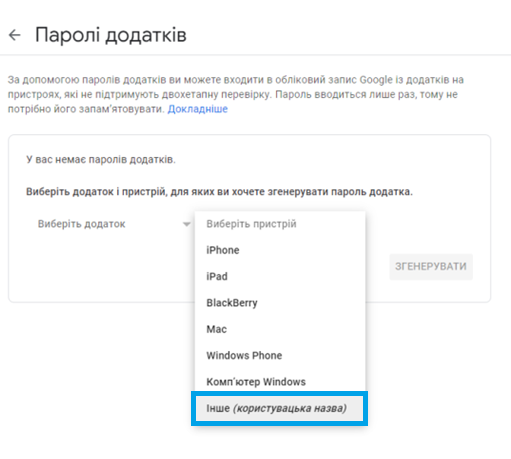 ← Паролі додатків
За допомогою паролів додатків ви можете входити в обліковий запис Google із додатків на
пристроях, які не підтримують двохетапну перевірку. Пароль вводиться лише раз, тому не
потрібно його запам’ятовувати. Докладніше
У вас немає паролів додатків.
Виберіть додаток і пристрій, для яких ви хочете згенерувати пароль додатка.
Виберіть додаток
Виберіть пристрій
iPhone
iPad
BlackBerry
Mac
Windows Phone
Комп’ютер Windows
Інше (користувацька назва)
ЗГЕНЕРУВАТИ